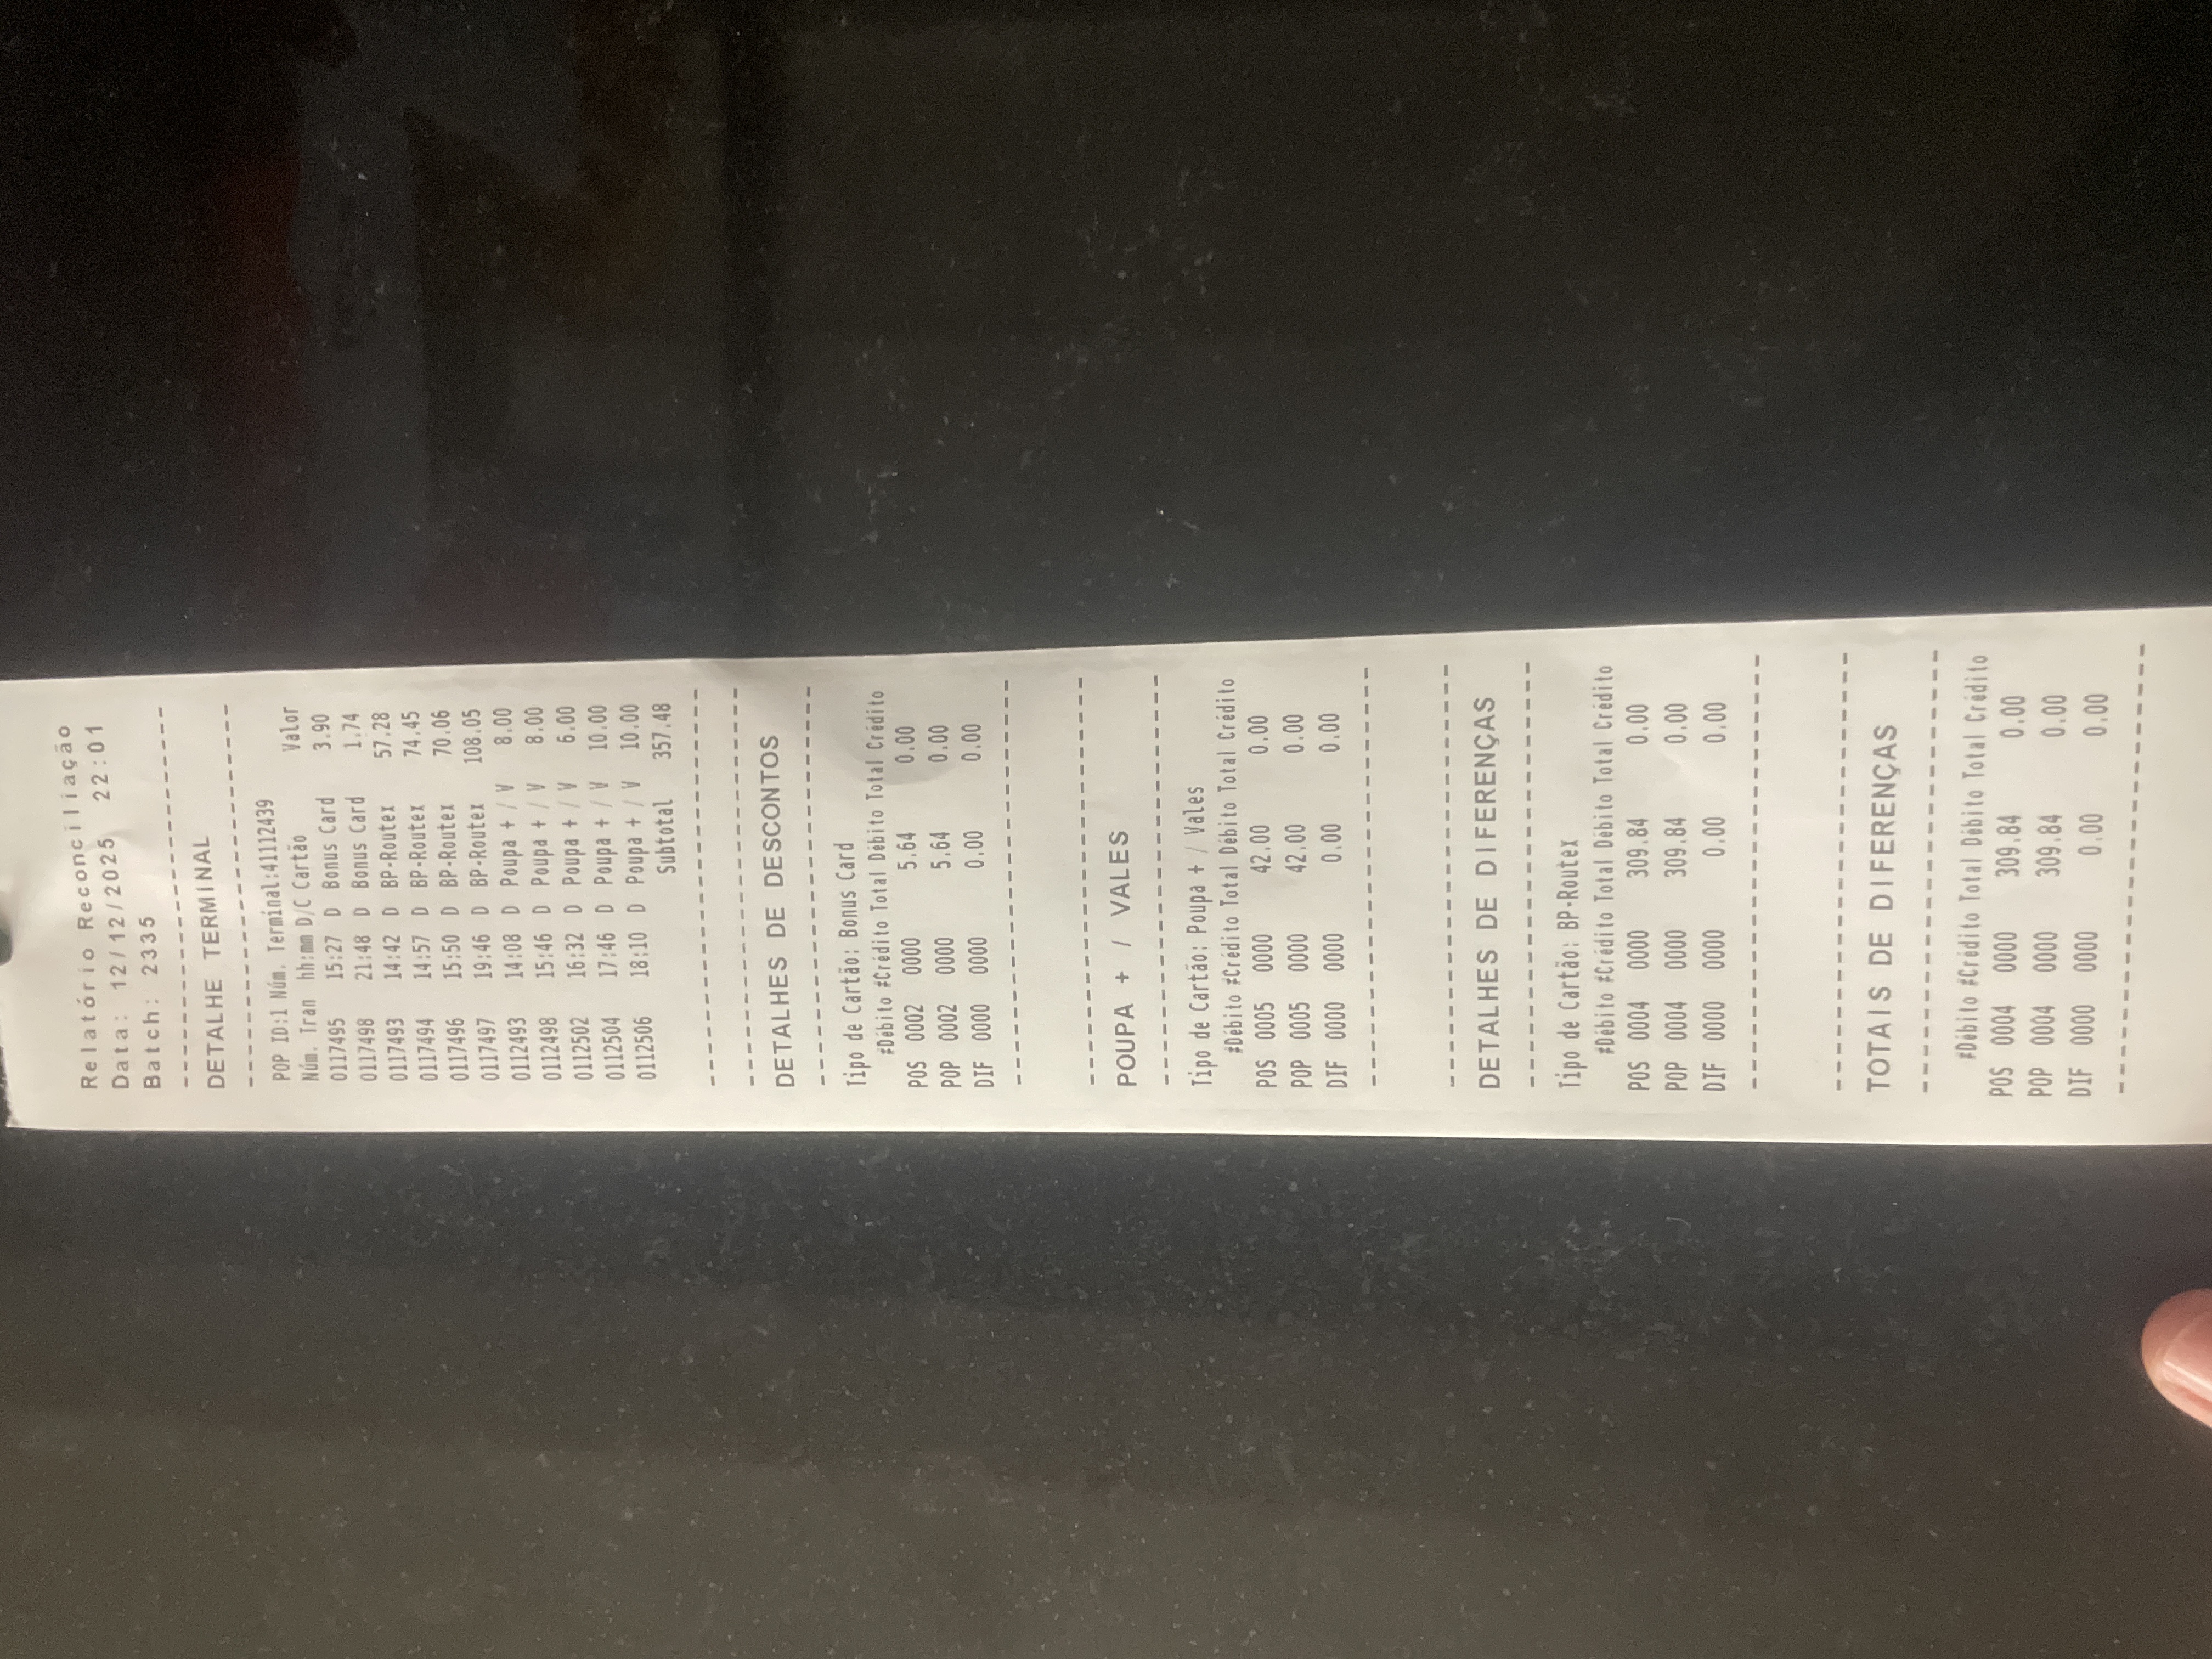 Relatório Reconciliação
Data: 12/12/2025 22:01
Batch: 2335
--------------------------------
DETALHE TERMINAL
--------------------------------
POP ID:1 Núm. Terminal:41112439
Núm. Tran hh:mm D/C Cartão Valor
0117495 15:27 D Bonus Card 3.90
0117498 21:48 D Bonus Card 1.74
0117493 14:42 D BP-Routex 57.28
0117494 14:57 D BP-Routex 74.45
0117496 15:50 D BP-Routex 70.06
0117497 19:46 D BP-Routex 108.05
0112493 14:08 D Poupa + / V 8.00
0112498 15:46 D Poupa + / V 8.00
0112502 16:32 D Poupa + / V 6.00
0112504 17:46 D Poupa + / V 10.00
0112506 18:10 D Poupa + / V 10.00
Subtotal 357.48
--------------------------------
--------------------------------
DETALHES DE DESCONTOS
--------------------------------
Tipo de Cartão: Bonus Card
#Débito #Crédito Total Débito Total Crédito
POS 0002 0000 5.64 0.00
POP 0002 0000 5.64 0.00
DIF 0000 0000 0.00 0.00
--------------------------------
--------------------------------
POUPA + / VALES
--------------------------------
Tipo de Cartão: Poupa + / Vales
#Débito #Crédito Total Débito Total Crédito
POS 0005 0000 42.00 0.00
POP 0005 0000 42.00 0.00
DIF 0000 0000 0.00 0.00
--------------------------------
--------------------------------
DETALHES DE DIFERENÇAS
--------------------------------
Tipo de Cartão: BP-Routex
#Débito #Crédito Total Débito Total Crédito
POS 0004 0000 309.84 0.00
POP 0004 0000 309.84 0.00
DIF 0000 0000 0.00 0.00
--------------------------------
--------------------------------
TOTAIS DE DIFERENÇAS
--------------------------------
#Débito #Crédito Total Débito Total Crédito
POS 0004 0000 309.84 0.00
POP 0004 0000 309.84 0.00
DIF 0000 0000 0.00 0.00
--------------------------------